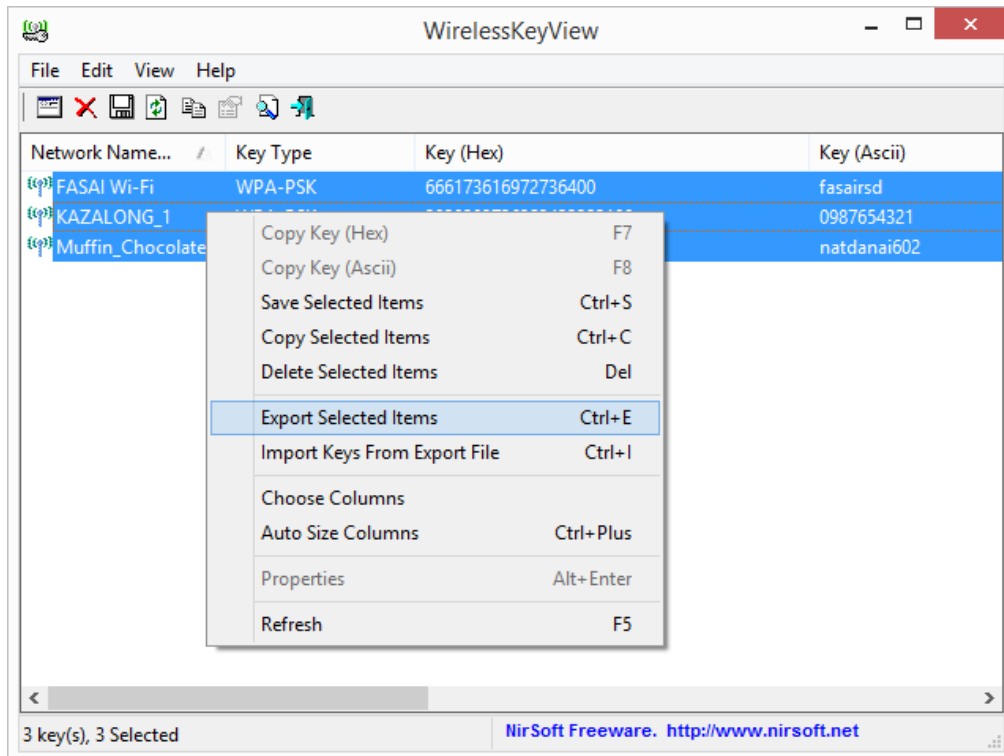 WirelessKeyView
File Edit View Help
Network Name... Key Type Key (Hex) Key (Ascii)
FASAI Wi-Fi WPA-PSK 666173616972736400 fasairsd
KAZALONG_1 0987654321
Muffin_Chocolate natdanai602
Copy Key (Hex) F7
Copy Key (Ascii) F8
Save Selected Items Ctrl+S
Copy Selected Items Ctrl+C
Delete Selected Items Del
Export Selected Items Ctrl+E
Import Keys From Export File Ctrl+I
Choose Columns
Auto Size Columns Ctrl+Plus
Properties Alt+Enter
Refresh F5
3 key(s), 3 Selected NirSoft Freeware. http://www.nirsoft.net